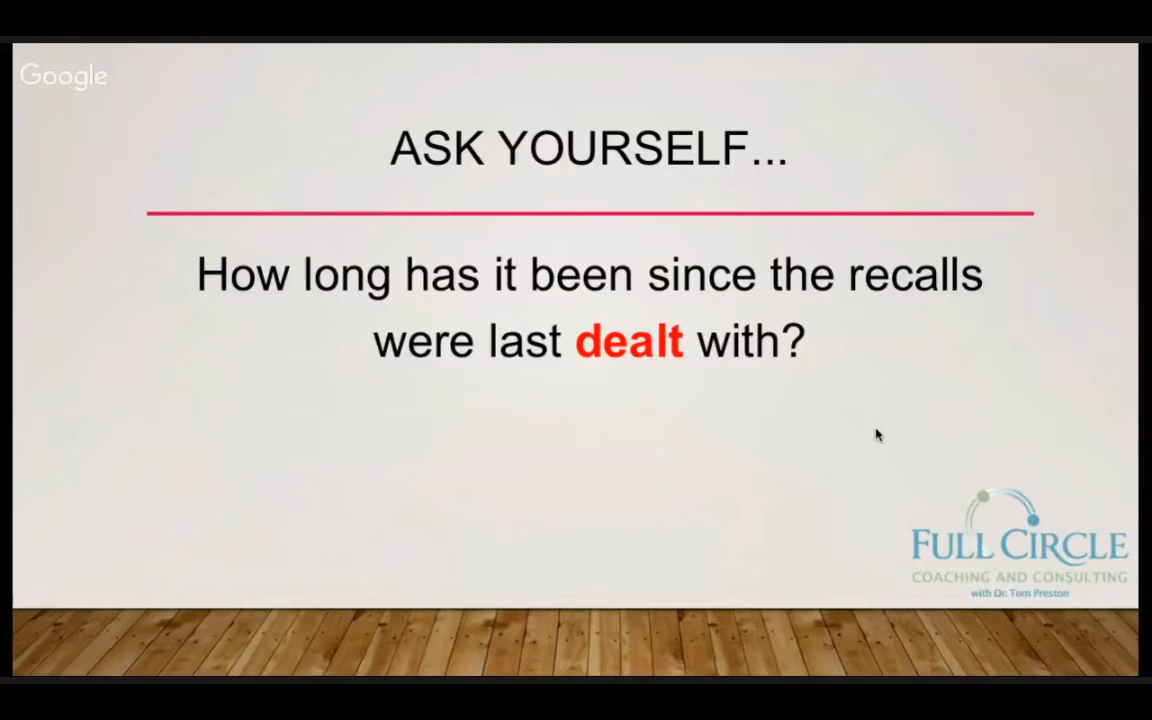 Google
ASK YOURSELF...
How long has it been since the recalls
were last dealt with?
FULL CIRCLE
COACHING AND CONSULTING
with Dr. Tom Preston